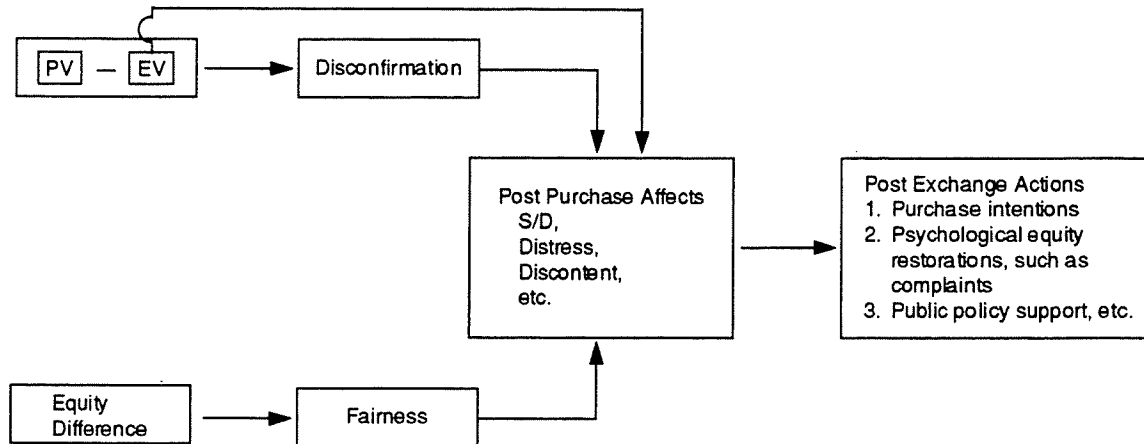 PV — EV
Disconfirmation
Post Purchase Affects
S/D,
Distress,
Discontent,
etc.
Post Exchange Actions
1. Purchase intentions
2. Psychological equity
restorations, such as
complaints
3. Public policy support, etc.
Equity
Difference
Fairness